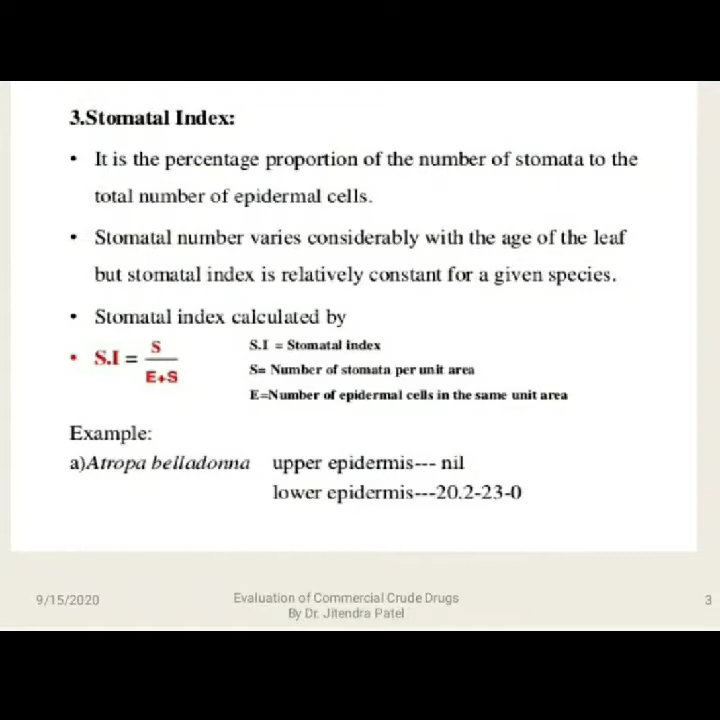 3.Stomatal Index:
• It is the percentage proportion of the number of stomata to the
total number of epidermal cells.
• Stomatal number varies considerably with the age of the leaf
but stomatal index is relatively constant for a given species.
• Stomatal index calculated by
• S.I = S / E+S
S.I = Stomatal index
S= Number of stomata per unit area
E=Number of epidermal cells in the same unit area
Example:
a)Atropa belladonna upper epidermis--- nil
lower epidermis---20.2-23-0
9/15/2020
Evaluation of Commercial Crude Drugs
By Dr. Jitendra Patel
3